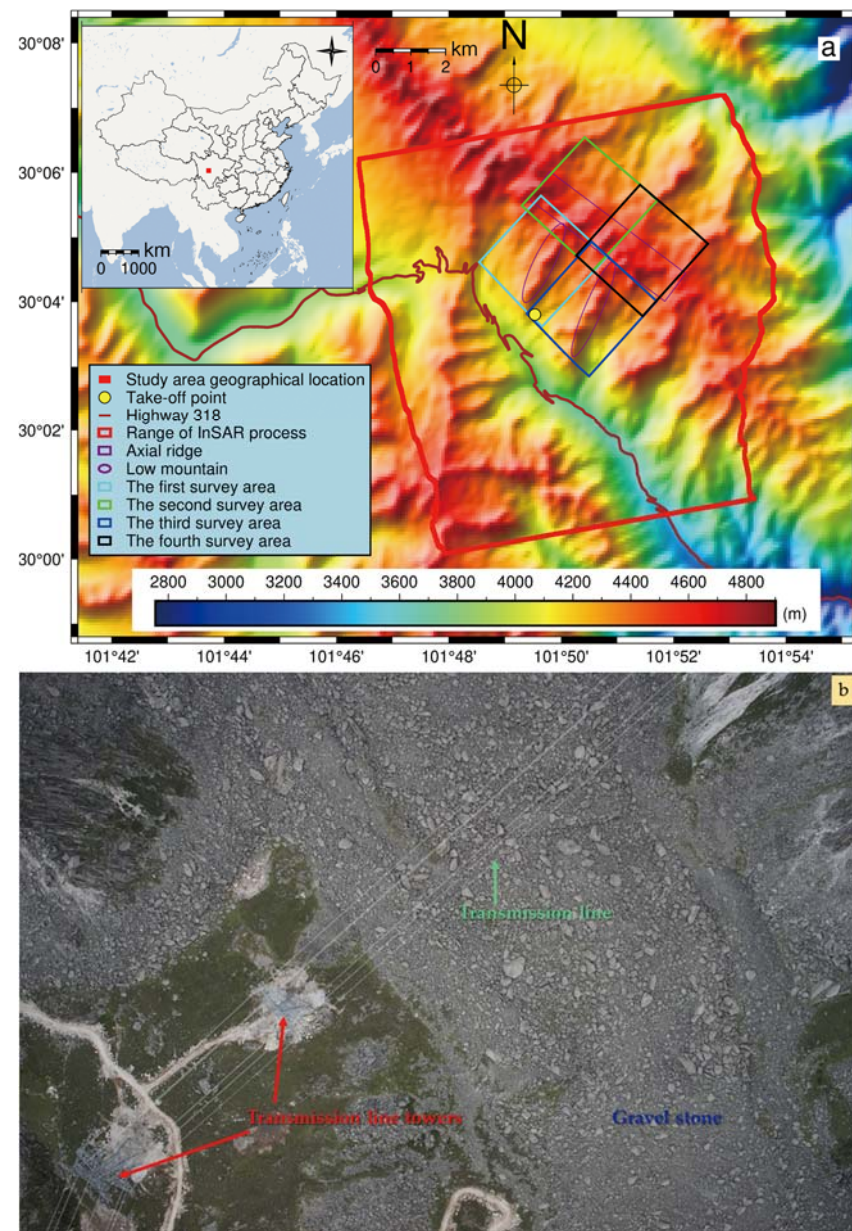 a
N
km
0 1 2
km
0 1000
30°08'
30°06'
30°04'
30°02'
30°00'
Study area geographical location
Take-off point
Highway 318
Range of InSAR process
Axial ridge
Low mountain
The first survey area
The second survey area
The third survey area
The fourth survey area
2800 3000 3200 3400 3600 3800 4000 4200 4400 4600 4800
(m)
101°42' 101°44' 101°46' 101°48' 101°50' 101°52' 101°54'
b
Transmission line
Transmission line towers
Gravel stone